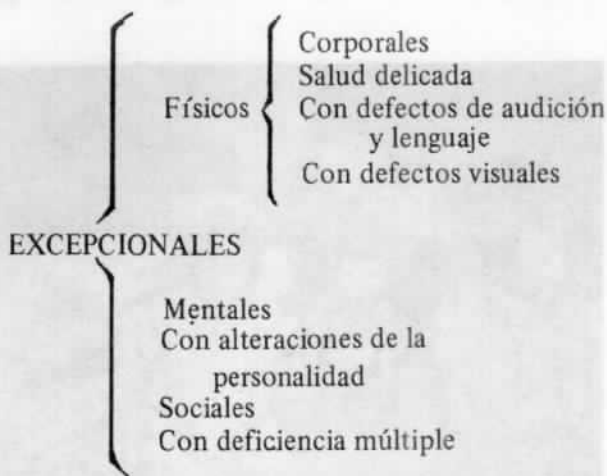 Corporales
Salud delicada
Físicos
Con defectos de audición
y lenguaje
Con defectos visuales
EXCEPCIONALES
Mentales
Con alteraciones de la
personalidad
Sociales
Con deficiencia múltiple